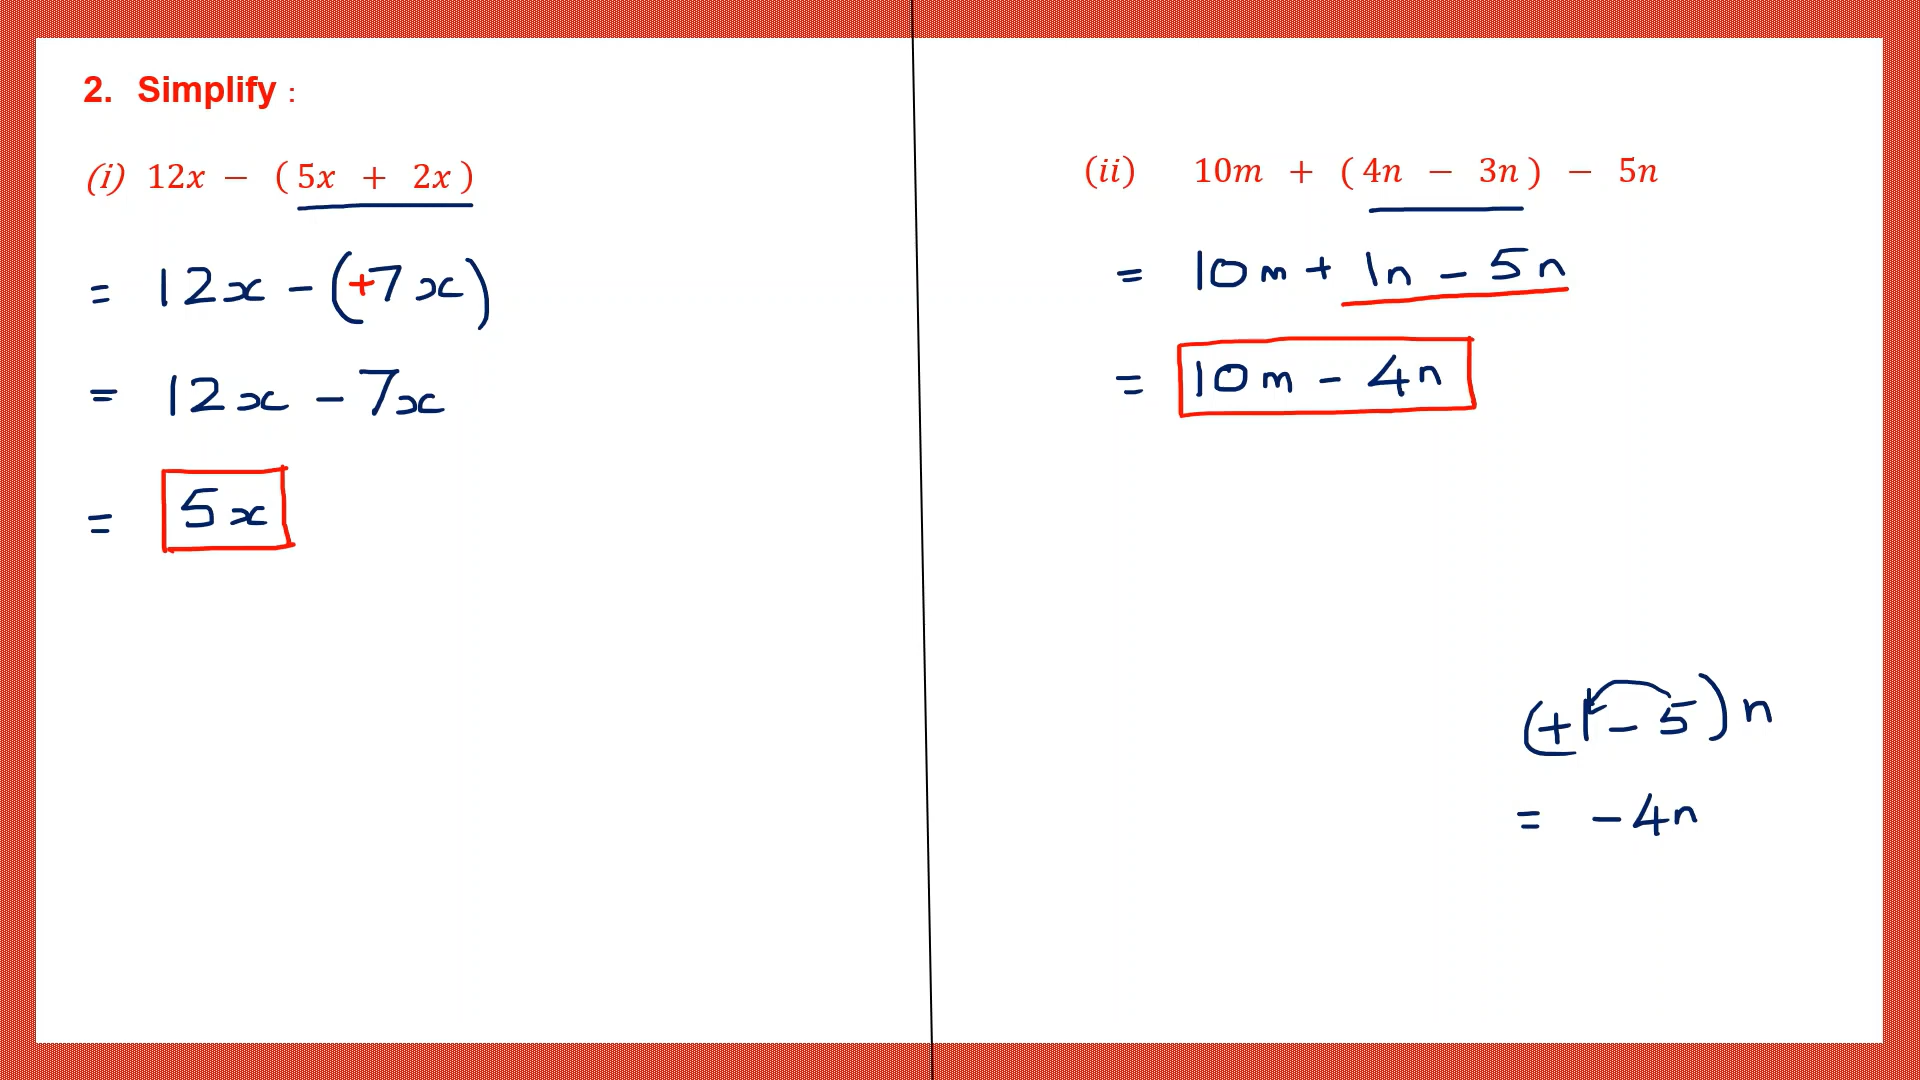 2. Simplify :
(i) 12x − ( 5x + 2x )
= 12x − (+7x)
= 12x − 7x
= 5x
(ii) 10m + ( 4n − 3n ) − 5n
= 10m + 1n − 5n
= 10m − 4n
(+1 − 5) n
= −4n